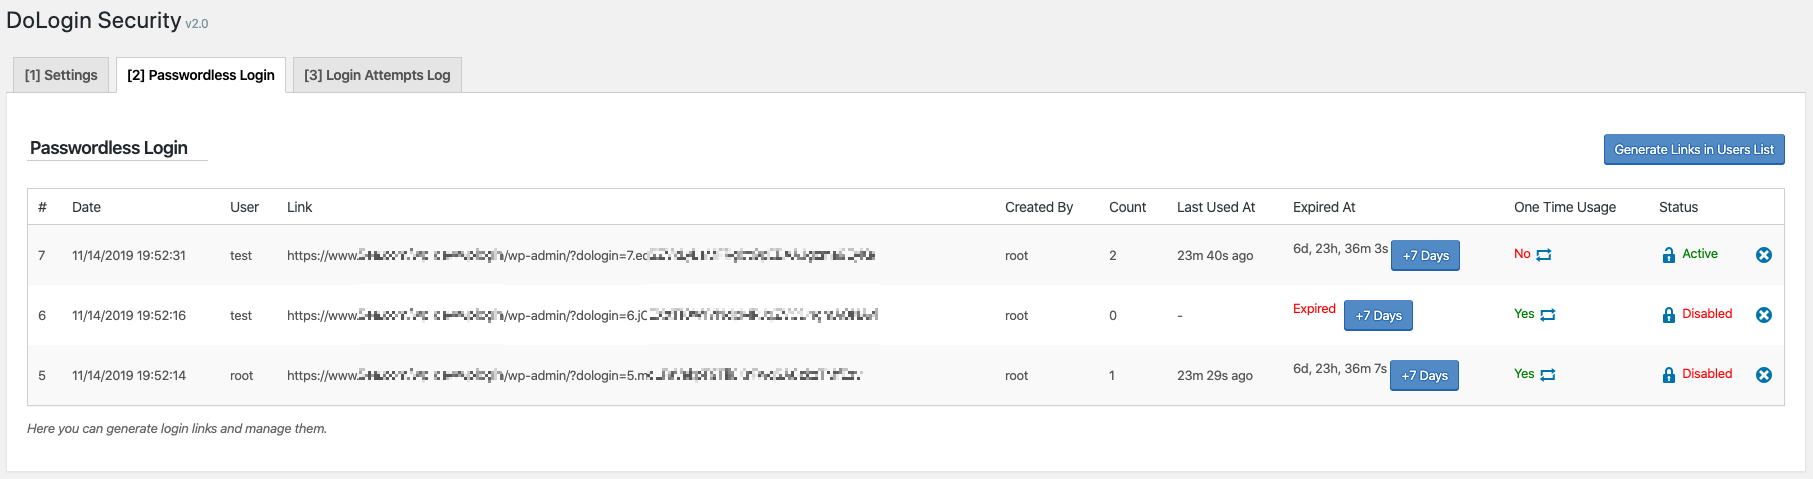 DoLogin Security v2.0
[1] Settings [2] Passwordless Login [3] Login Attempts Log
Passwordless Login
Generate Links in Users List
# Date User Link Created By Count Last Used At Expired At One Time Usage Status
7 11/14/2019 19:52:31 test https://www. /wp-admin/?dologin=7.ec root 2 23m 40s ago 6d, 23h, 36m 3s +7 Days No Active
6 11/14/2019 19:52:16 test https://www. /wp-admin/?dologin=6.jC root 0 - Expired +7 Days Yes Disabled
5 11/14/2019 19:52:14 root https://www. /wp-admin/?dologin=5.m root 1 23m 29s ago 6d, 23h, 36m 7s +7 Days Yes Disabled
Here you can generate login links and manage them.